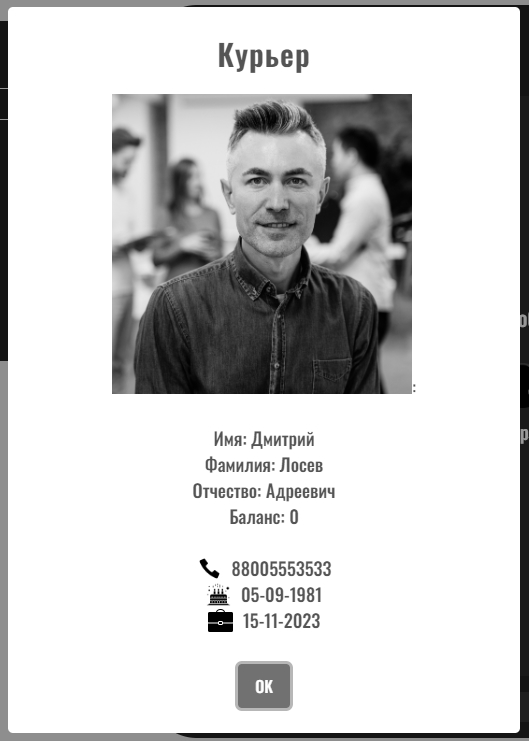 Курьер
:
Имя: Дмитрий
Фамилия: Лосев
Отчество: Адреевич
Баланс: 0
88005553533
05-09-1981
15-11-2023
OK